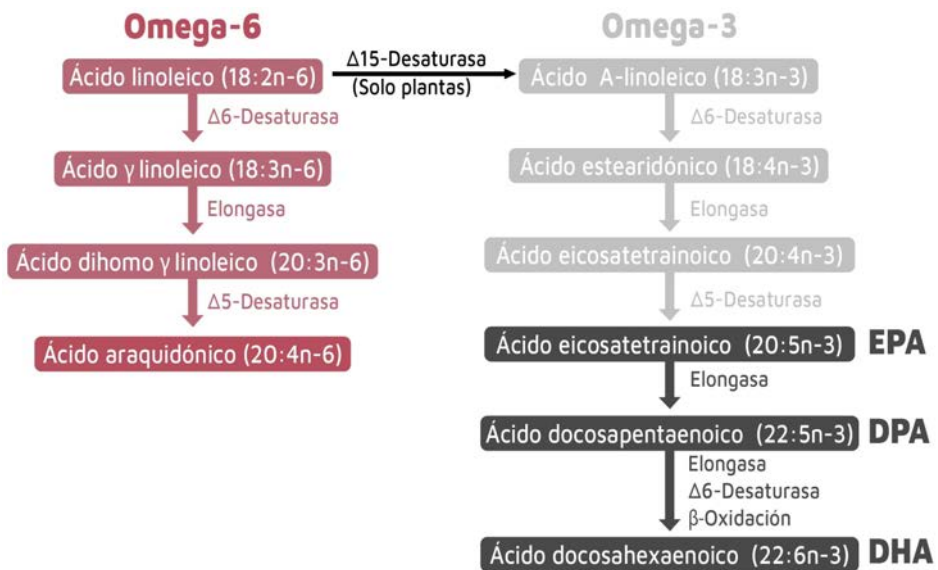 Omega-6
Ácido linoleico (18:2n-6)
Δ6-Desaturasa
Ácido γ linoleico (18:3n-6)
Elongasa
Ácido dihomo γ linoleico (20:3n-6)
Δ5-Desaturasa
Ácido araquidónico (20:4n-6)
Δ15-Desaturasa
(Solo plantas)
Omega-3
Ácido A-linoleico (18:3n-3)
Δ6-Desaturasa
Ácido estearidónico (18:4n-3)
Elongasa
Ácido eicosatetrainoico (20:4n-3)
Δ5-Desaturasa
Ácido eicosatetrainoico (20:5n-3) EPA
Elongasa
Ácido docosapentaenoico (22:5n-3) DPA
Elongasa
Δ6-Desaturasa
β-Oxidación
Ácido docosahexaenoico (22:6n-3) DHA